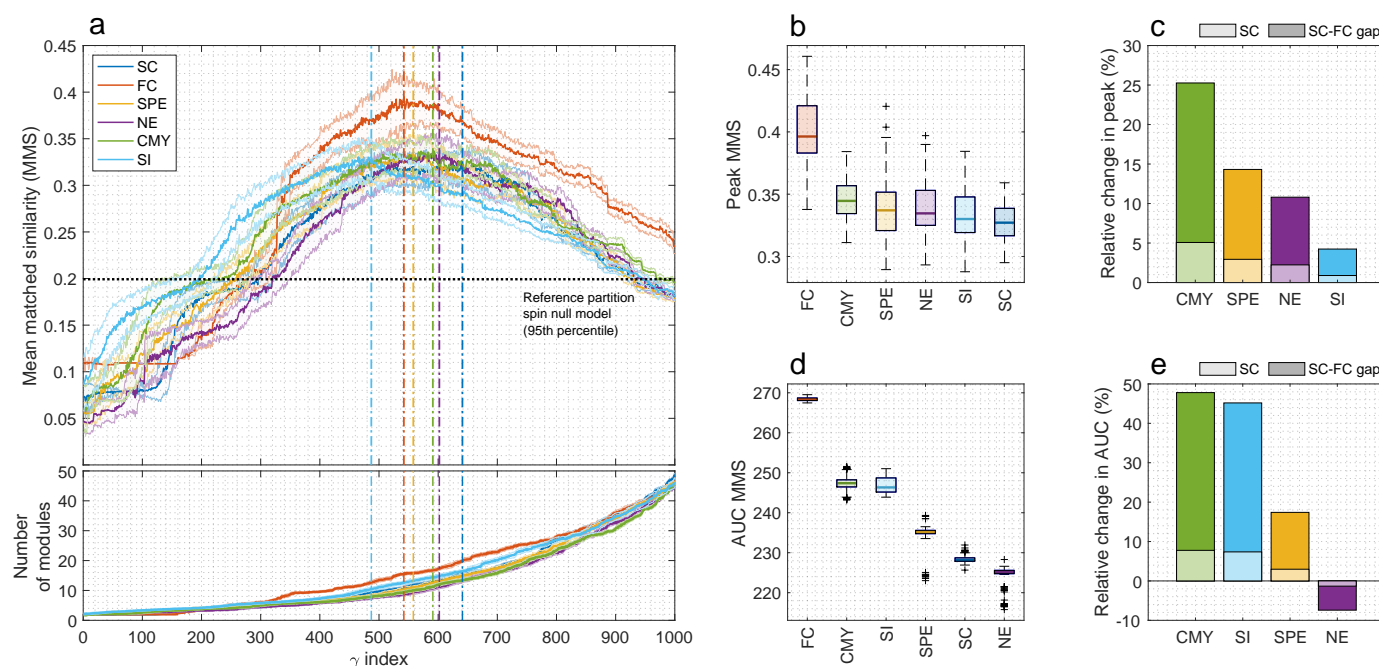 a
Mean matched similarity (MMS)
0.45
0.4
0.35
0.3
0.25
0.2
0.15
0.1
0.05
SC
FC
SPE
NE
CMY
SI
Reference partition
spin null model
(95th percentile)
Number
of modules
50
40
30
20
10
0
0 100 200 300 400 500 600 700 800 900 1000
γ index
b
Peak MMS
0.45
0.4
0.35
0.3
FC CMY SPE NE SI SC
c
SC SC-FC gap
Relative change in peak (%)
30
25
20
15
10
5
0
CMY SPE NE SI
d
AUC MMS
270
260
250
240
230
220
FC CMY SI SPE SC NE
e
SC SC-FC gap
Relative change in AUC (%)
50
40
30
20
10
0
-10
CMY SI SPE NE